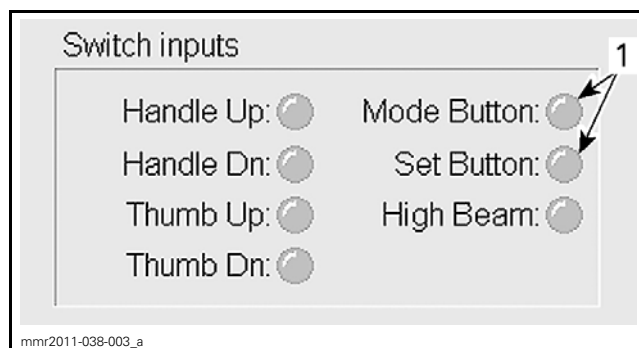 Switch inputs
1
Handle Up:
Mode Button:
Handle Dn:
Set Button:
Thumb Up:
High Beam:
Thumb Dn:
mmr2011-038-003_a